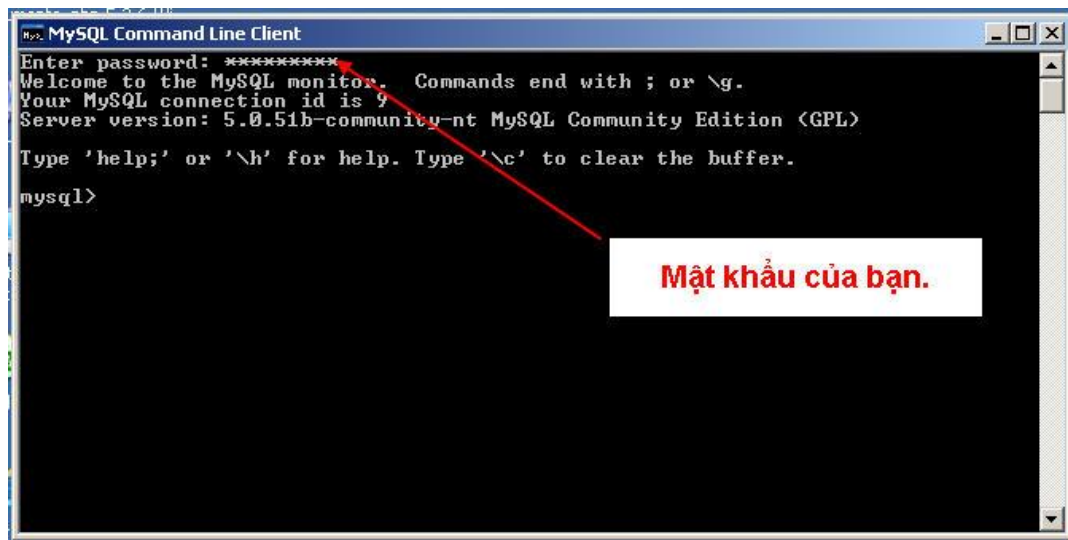 MySQL Command Line Client
Enter password: *********
Welcome to the MySQL monitor.  Commands end with ; or \g.
Your MySQL connection id is 9
Server version: 5.0.51b-community-nt MySQL Community Edition (GPL)
Type 'help;' or '\h' for help. Type '\c' to clear the buffer.
mysql>
Mật khẩu của bạn.